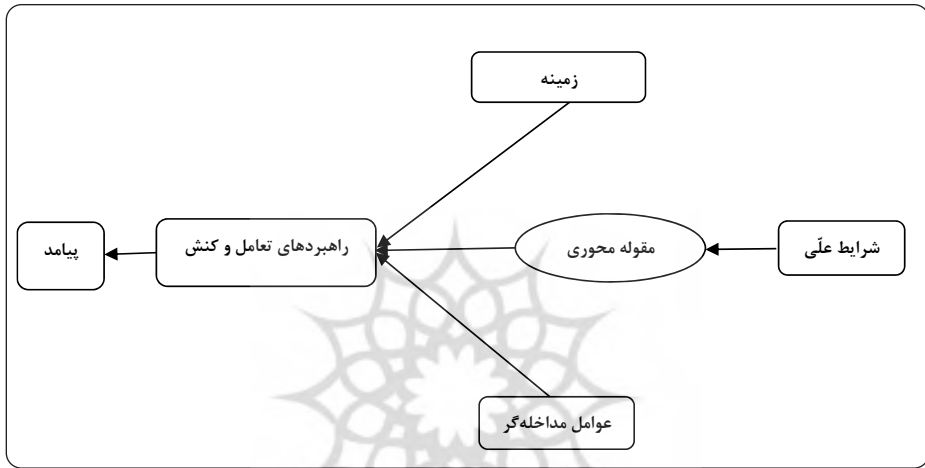 زمینه
شرایط علّی
مقوله محوری
راهبردهای تعامل و کنش
پیامد
عوامل مداخله‌گر